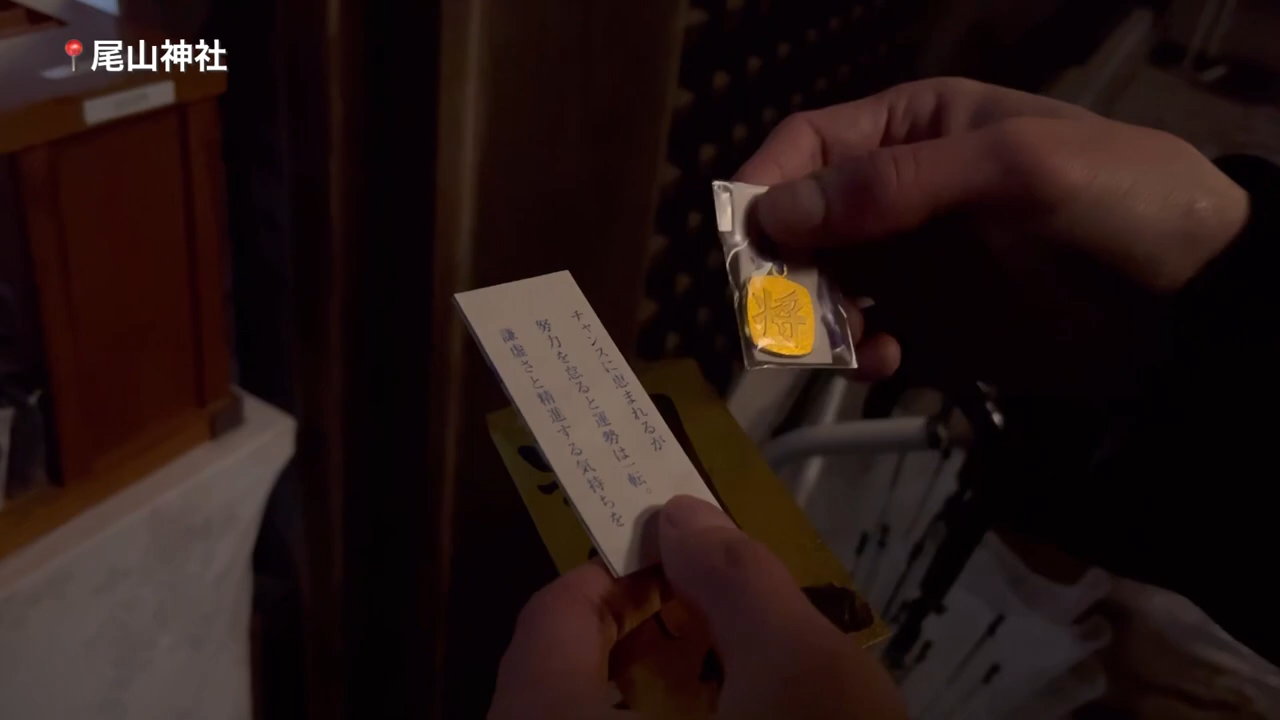 尾山神社
チャンスに恵まれるが
努力を怠ると運勢は一転。
謙虚さと精進する気持ちを
将